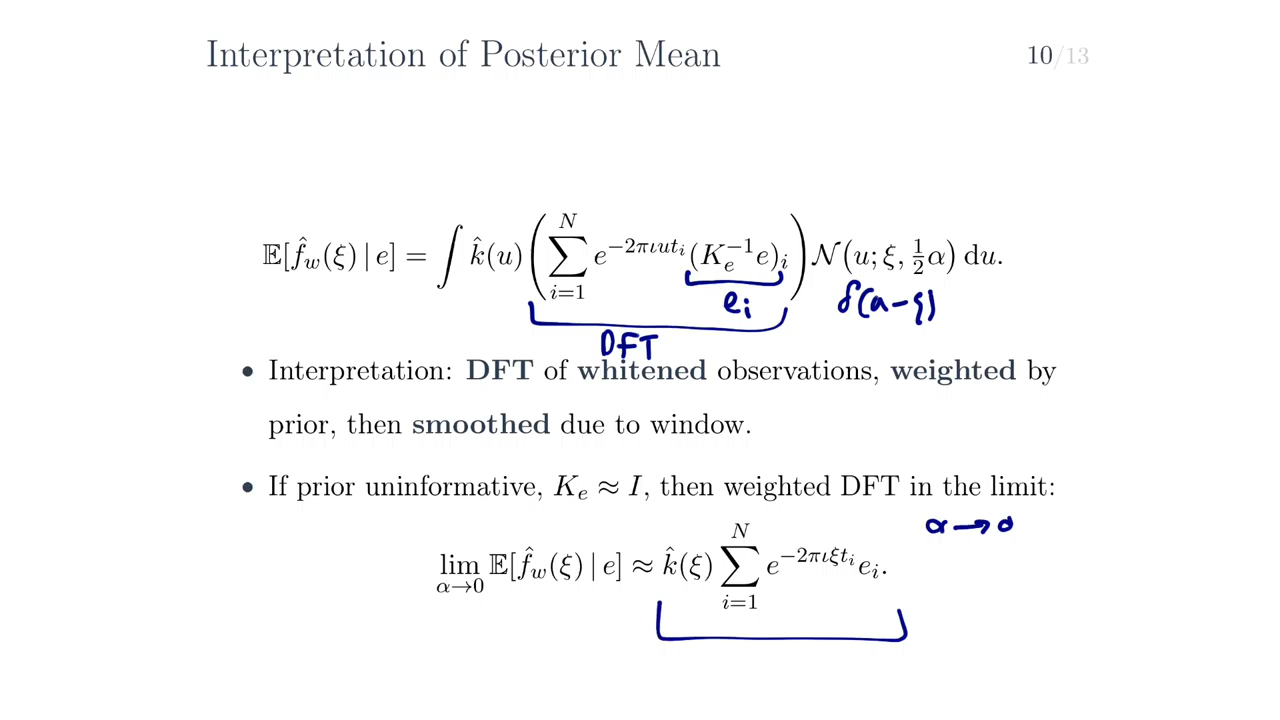 Interpretation of Posterior Mean 10/13
𝔼[f̂_w(ξ) | e] = ∫ k̂(u) (∑_{i=1}^{N} e^{−2πιut_i} (K_e^{−1}e)_i) 𝒩(u; ξ, ½α) du.
e_i δ(u−ξ)
DFT
• Interpretation: DFT of whitened observations, weighted by
prior, then smoothed due to window.
• If prior uninformative, K_e ≈ I, then weighted DFT in the limit:
α → 0
lim_{α→0} 𝔼[f̂_w(ξ) | e] ≈ k̂(ξ) ∑_{i=1}^{N} e^{−2πιξt_i} e_i.